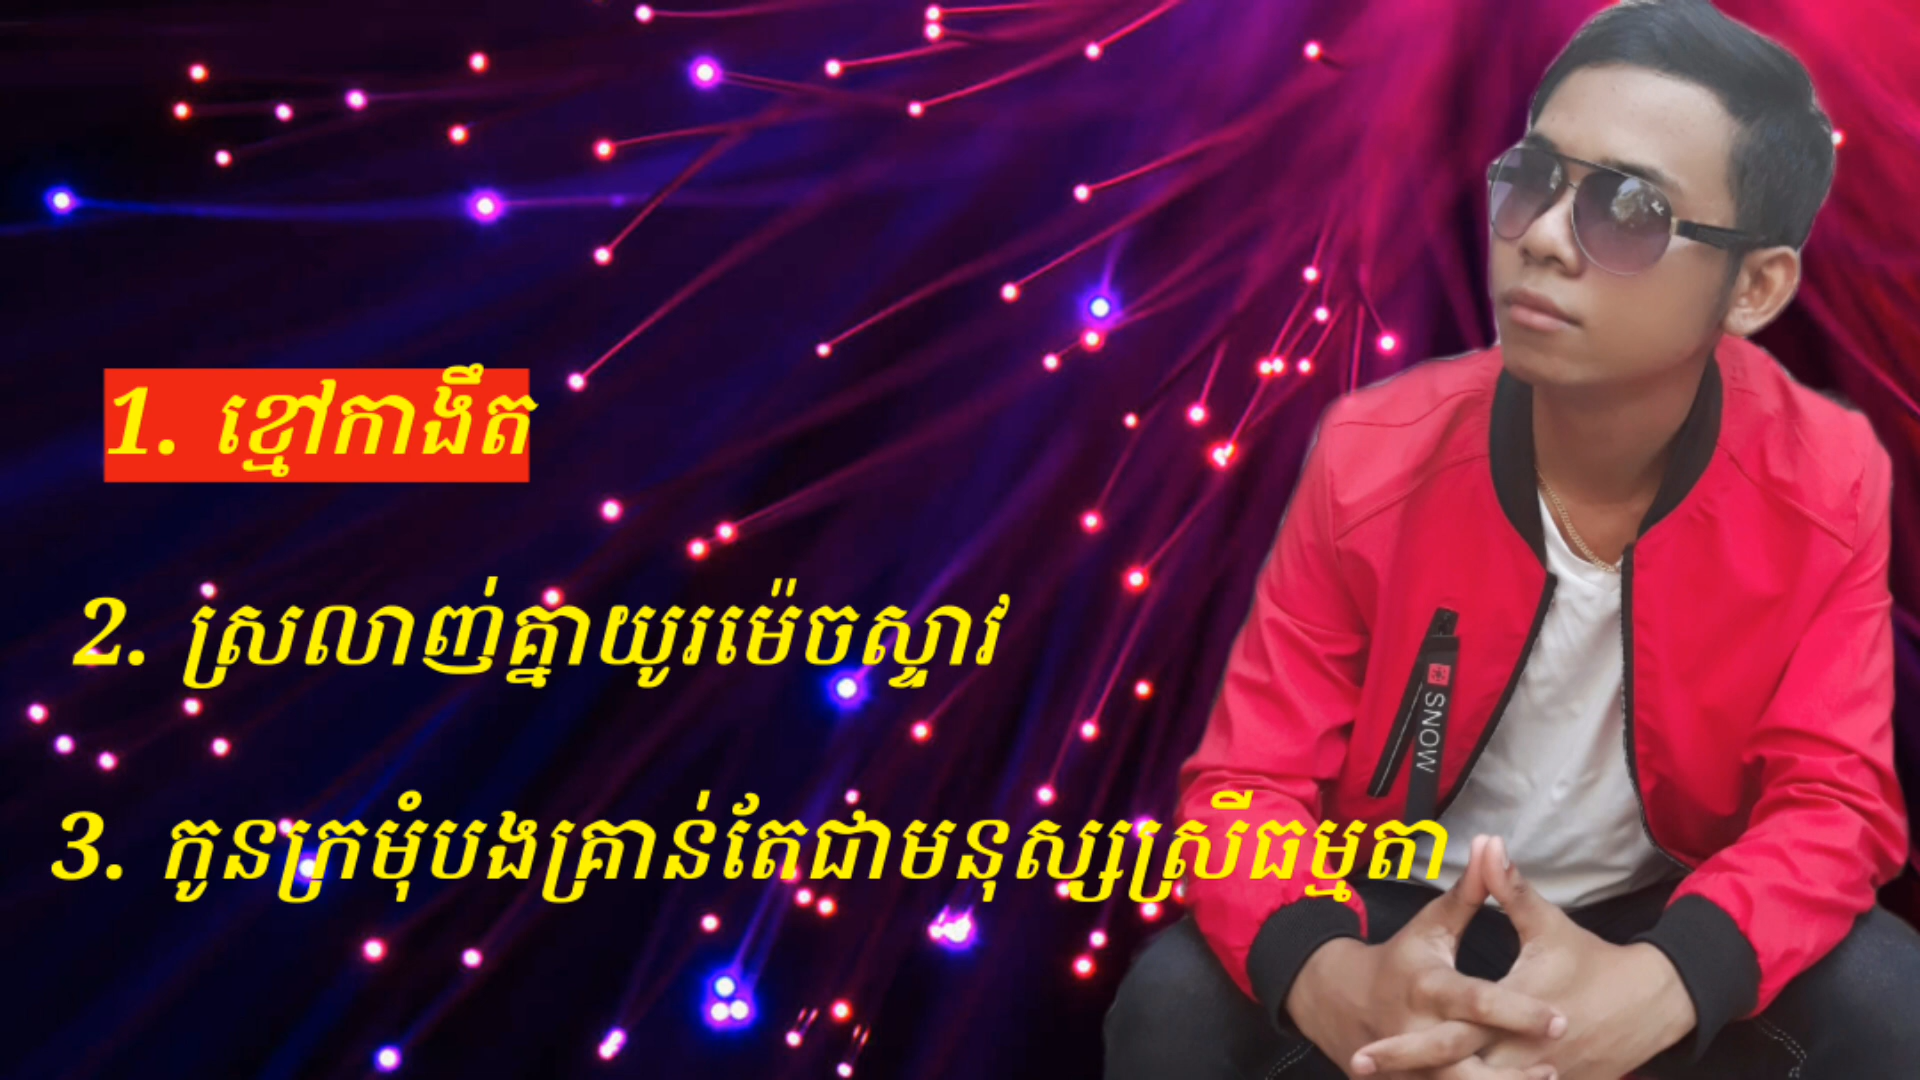 1. ខ្មៅកាងឹត
2. ស្រលាញ់គ្នាយូរម៉េចស្ទាវ
3. កូនក្រមុំបងគ្រាន់តែជាមនុស្សស្រីធម្មតា
SNOW